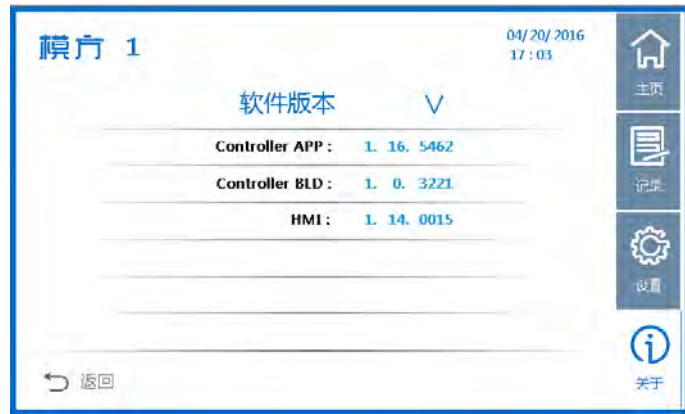 模方 1
04/20/2016
17:03
软件版本 V
Controller APP: 1. 16. 5462
Controller BLD: 1. 0. 3221
HMI: 1. 14. 0015
返回
主页
记录
设置
关于